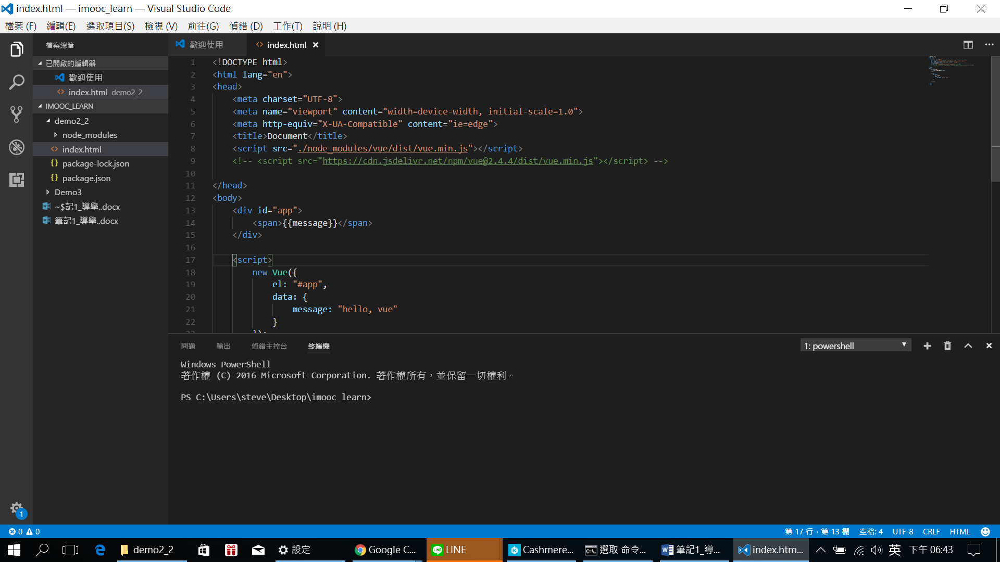 index.html — imooc_learn — Visual Studio Code
檔案 (F) 編輯(E) 選取項目(S) 檢視 (V) 前往(G) 偵錯 (D) 工作(T) 說明 (H)
檔案總管
已開啟的編輯器
歡迎使用
index.html demo2_2
IMOOC_LEARN
demo2_2
node_modules
index.html
package-lock.json
package.json
Demo3
~$記1_導學..docx
筆記1_導學..docx
1
歡迎使用 index.html
1 <!DOCTYPE html>
2 <html lang="en">
3 <head>
4 <meta charset="UTF-8">
5 <meta name="viewport" content="width=device-width, initial-scale=1.0">
6 <meta http-equiv="X-UA-Compatible" content="ie=edge">
7 <title>Document</title>
8 <script src="./node_modules/vue/dist/vue.min.js"></script>
9 <!-- <script src="https://cdn.jsdelivr.net/npm/vue@2.4.4/dist/vue.min.js"></script> -->
10
11 </head>
12 <body>
13 <div id="app">
14 <span>{{message}}</span>
15 </div>
16
17 <script>
18 new Vue({
19 el: "#app",
20 data: {
21 message: "hello, vue"
22 }
23 });
問題 輸出 偵錯主控台 終端機 1: powershell
Windows PowerShell
著作權 (C) 2016 Microsoft Corporation. 著作權所有，並保留一切權利。
PS C:\Users\steve\Desktop\imooc_learn>
0 0 第 17 行，第 13 欄 空格: 4 UTF-8 CRLF HTML
demo2_2 設定 Google C... LINE Cashmere... 選取 命令... 筆記1_導... index.htm... 英 下午 06:43